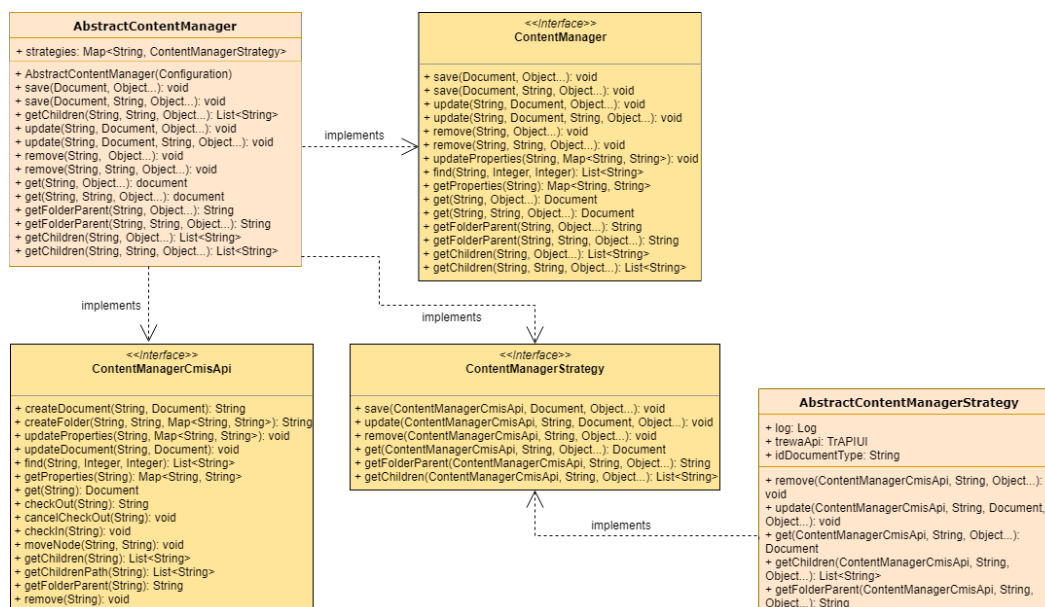 AbstractContentManager
+ strategies: Map<String, ContentManagerStrategy>
+ AbstractContentManager(Configuration)
+ save(Document, Object...): void
+ save(Document, String, Object...): void
+ getChildren(String, String, Object...): List<String>
+ update(String, Document, Object...): void
+ update(String, Document, String, Object...): void
+ remove(String,  Object...): void
+ remove(String, String, Object...): void
+ get(String, Object...): document
+ get(String, String, Object...): document
+ getFolderParent(String, Object...): String
+ getFolderParent(String, String, Object...): String
+ getChildren(String, Object...): List<String>
+ getChildren(String, String, Object...): List<String>
implements
<<Interface>>
ContentManager
+ save(Document, Object...): void
+ save(Document, String, Object...): void
+ update(String, Document, Object...): void
+ update(String, Document, String, Object...): void
+ remove(String, Object...): void
+ remove(String, String, Object...): void
+ updateProperties(String, Map<String, String>): void
+ find(String, Integer, Integer): List<String>
+ getProperties(String): Map<String, String>
+ get(String, Object...): Document
+ get(String, String, Object...): Document
+ getFolderParent(String, Object...): String
+ getFolderParent(String, String, Object...): String
+ getChildren(String, Object...): List<String>
+ getChildren(String, String, Object...): List<String>
implements
implements
<<Interface>>
ContentManagerCmisApi
+ createDocument(String, Document): String
+ createFolder(String, String, Map<String, String>): String
+ updateProperties(String, Map<String, String>): void
+ updateDocument(String, Document): void
+ find(String, Integer, Integer): List<String>
+ getProperties(String): Map<String, String>
+ get(String): Document
+ checkOut(String): String
+ cancelCheckOut(String): void
+ checkIn(String): void
+ moveNode(String, String): void
+ getChildren(String): List<String>
+ getChildrenPath(String): List<String>
+ getFolderParent(String): String
+ remove(String): void
<<Interface>>
ContentManagerStrategy
+ save(ContentManagerCmisApi, Document, Object...): void
+ update(ContentManagerCmisApi, String, Document, Object...): void
+ remove(ContentManagerCmisApi, String, Object...): void
+ get(ContentManagerCmisApi, String, Object...): Document
+ getFolderParent(ContentManagerCmisApi, String, Object...): String
+ getChildren(ContentManagerCmisApi, String, Object...): List<String>
implements
AbstractContentManagerStrategy
+ log: Log
+ trewaApi: TrAPIUI
+ idDocumentType: String
+ remove(ContentManagerCmisApi, String, Object...):
void
+ update(ContentManagerCmisApi, String, Document,
Object...): void
+ get(ContentManagerCmisApi, String, Object...):
Document
+ getChildren(ContentManagerCmisApi, String,
Object...): List<String>
+ getFolderParent(ContentManagerCmisApi, String,
Object...): String